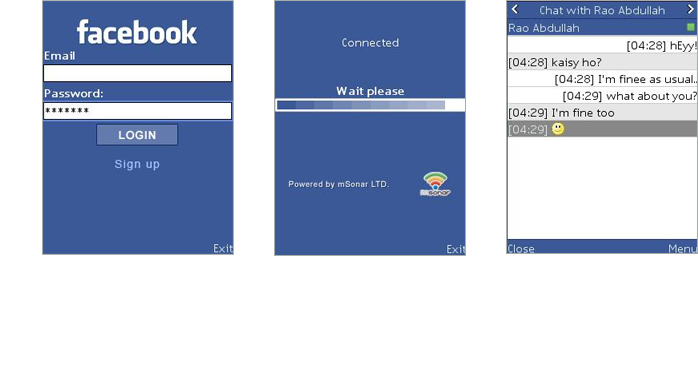 facebook
Email
Password:
*******
LOGIN
Sign up
Exit
Connected
Wait please
Powered by mSonar LTD.
mSonar
Exit
Chat with Rao Abdullah
Rao Abdullah
[04:28] hEyy!
[04:28] kaisy ho?
[04:28] I'm finee as usual..
[04:29] what about you?
[04:29] I'm fine too
[04:29]
Close
Menu